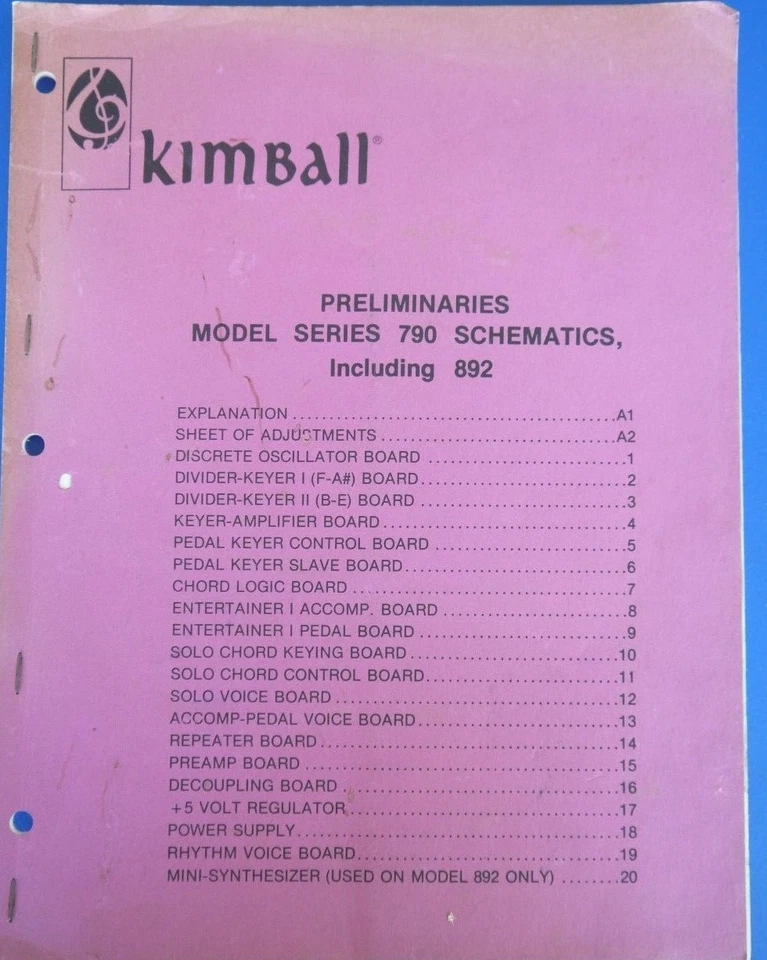 KIMBALL®
PRELIMINARIES
MODEL SERIES 790 SCHEMATICS,
Including 892
EXPLANATION ............................................ A1
SHEET OF ADJUSTMENTS ................................ A2
DISCRETE OSCILLATOR BOARD .......................... 1
DIVIDER-KEYER I (F-A#) BOARD ........................... 2
DIVIDER-KEYER II (B-E) BOARD ........................... 3
KEYER-AMPLIFIER BOARD ................................ 4
PEDAL KEYER CONTROL BOARD ......................... 5
PEDAL KEYER SLAVE BOARD ............................. 6
CHORD LOGIC BOARD .................................... 7
ENTERTAINER I ACCOMP. BOARD ........................ 8
ENTERTAINER I PEDAL BOARD ........................... 9
SOLO CHORD KEYING BOARD ............................ 10
SOLO CHORD CONTROL BOARD .......................... 11
SOLO VOICE BOARD ...................................... 12
ACCOMP-PEDAL VOICE BOARD ........................... 13
REPEATER BOARD ........................................ 14
PREAMP BOARD .......................................... 15
DECOUPLING BOARD ..................................... 16
+5 VOLT REGULATOR ..................................... 17
POWER SUPPLY ........................................... 18
RHYTHM VOICE BOARD ................................... 19
MINI-SYNTHESIZER (USED ON MODEL 892 ONLY) ........ 20